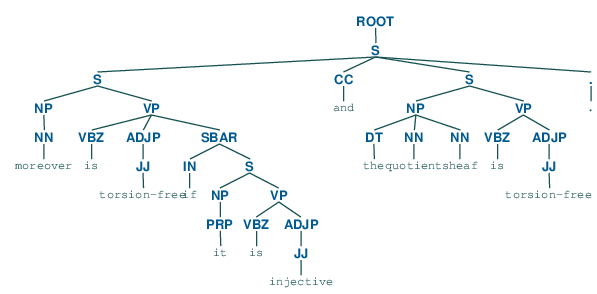 ROOT
S
S CC S .
NP VP and NP VP .
NN VBZ ADJP SBAR DT NN NN VBZ ADJP
moreover is JJ IN S the quotient sheaf is JJ
torsion-free if NP VP torsion-free
PRP VBZ ADJP
it is JJ
injective